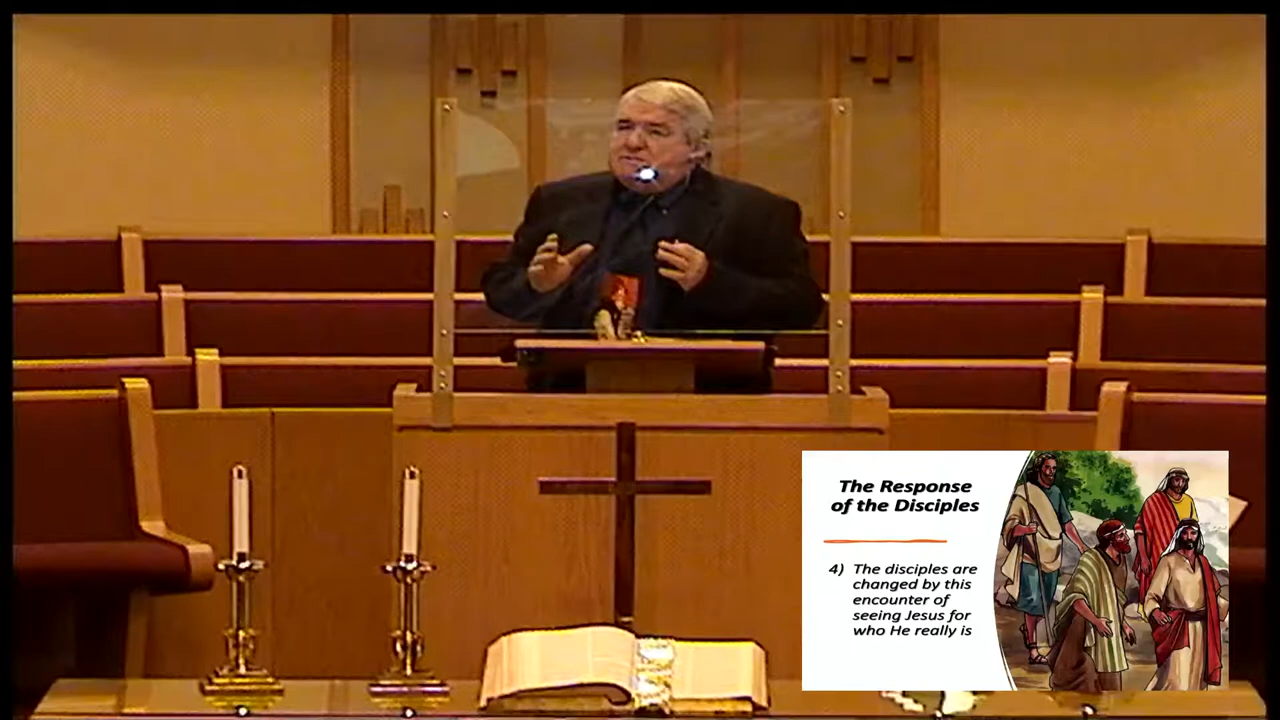 The Response
of the Disciples
4) The disciples are
changed by this
encounter of
seeing Jesus for
who He really is